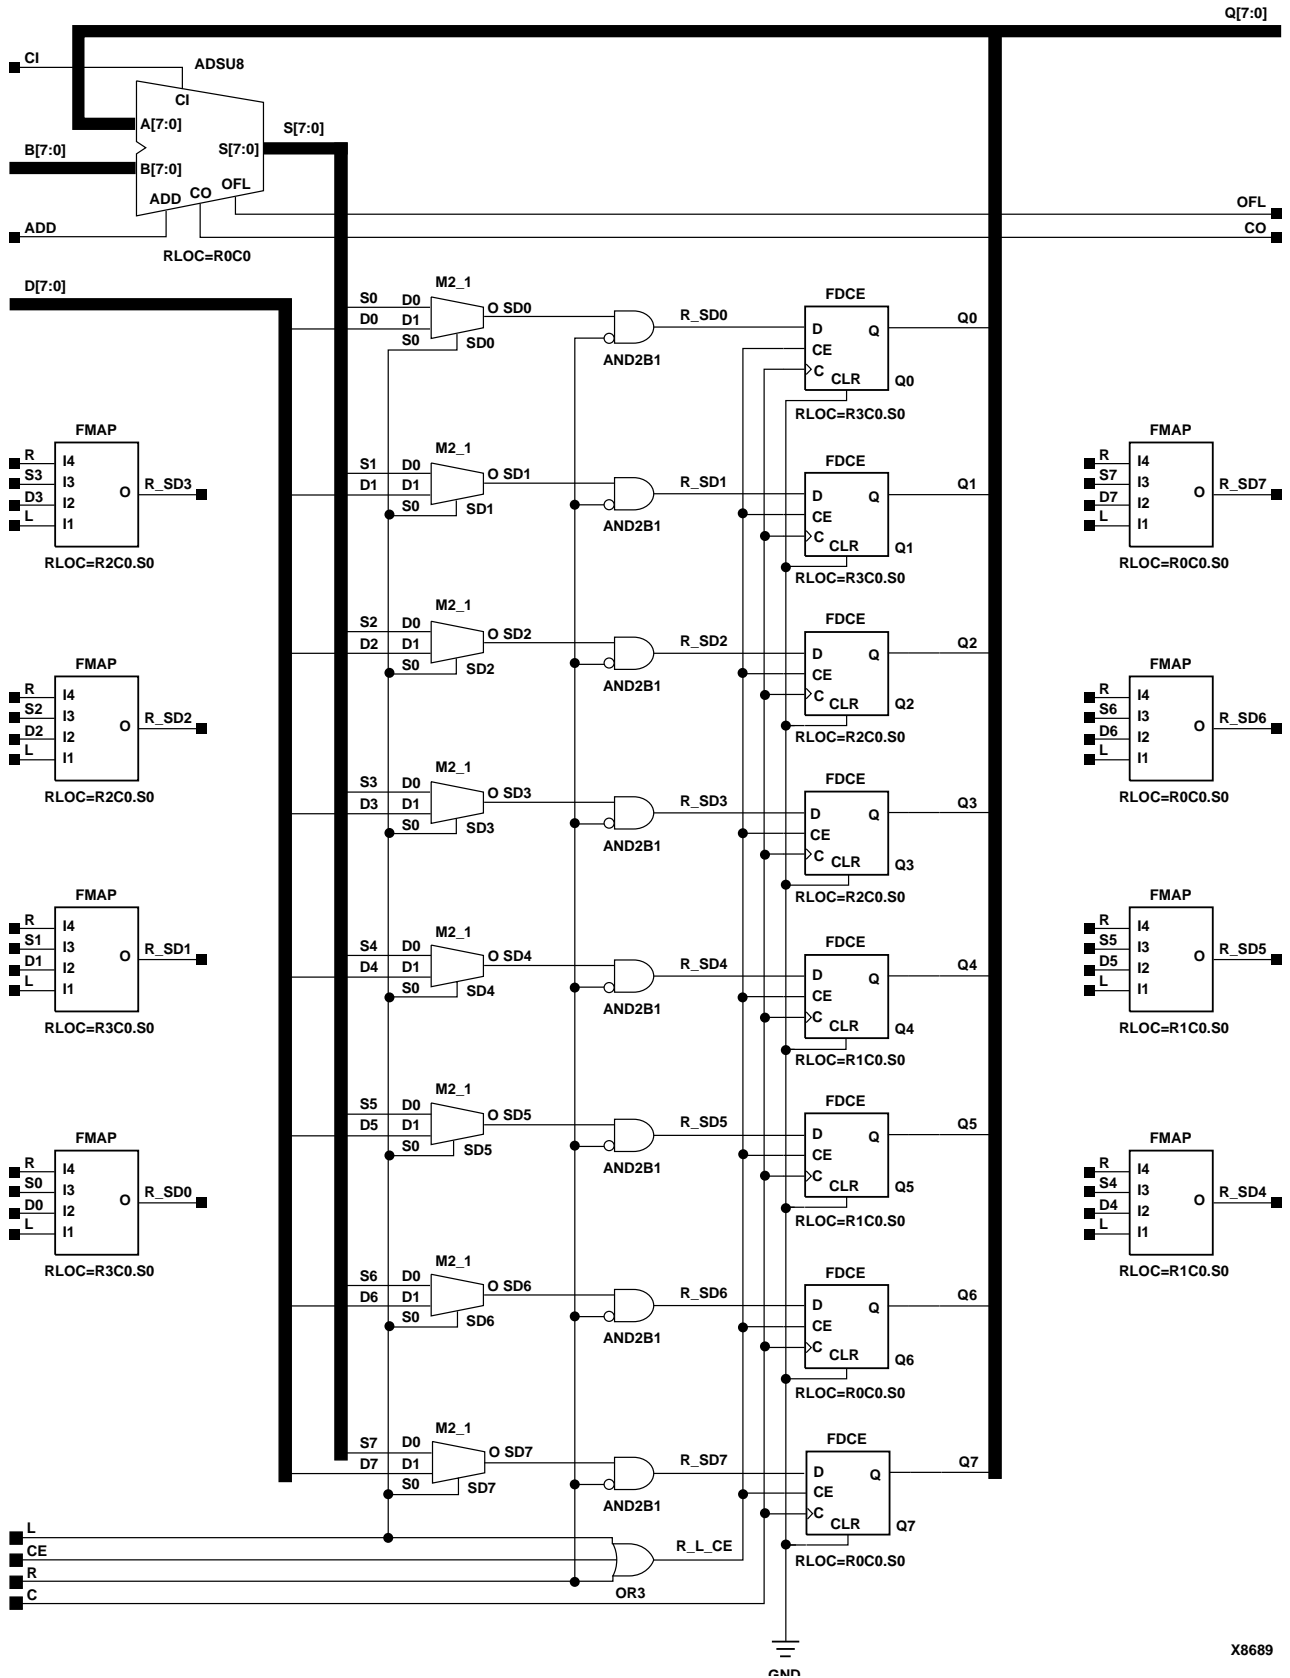 Q[7:0]
CI
ADSU8
CI
A[7:0]
S[7:0]
B[7:0]
S[7:0]
B[7:0]
ADD
CO
OFL
OFL
ADD
CO
RLOC=R0C0
D[7:0]
M2_1
S0 D0
D0 D1
S0
O SD0
SD0
AND2B1
R_SD0
FDCE
D
CE
C
CLR
Q
Q0
Q0
RLOC=R3C0.S0
FMAP
R I4
S3 I3
D3 I2
L I1
O
R_SD3
RLOC=R2C0.S0
M2_1
S1 D0
D1 D1
S0
O SD1
SD1
AND2B1
R_SD1
FDCE
D
CE
C
CLR
Q
Q1
Q1
RLOC=R3C0.S0
FMAP
R I4
S7 I3
D7 I2
L I1
O
R_SD7
RLOC=R0C0.S0
FMAP
R I4
S2 I3
D2 I2
L I1
O
R_SD2
RLOC=R2C0.S0
M2_1
S2 D0
D2 D1
S0
O SD2
SD2
AND2B1
R_SD2
FDCE
D
CE
C
CLR
Q
Q2
Q2
RLOC=R2C0.S0
FMAP
R I4
S6 I3
D6 I2
L I1
O
R_SD6
RLOC=R0C0.S0
M2_1
S3 D0
D3 D1
S0
O SD3
SD3
AND2B1
R_SD3
FDCE
D
CE
C
CLR
Q
Q3
Q3
RLOC=R2C0.S0
FMAP
R I4
S1 I3
D1 I2
L I1
O
R_SD1
RLOC=R3C0.S0
M2_1
S4 D0
D4 D1
S0
O SD4
SD4
AND2B1
R_SD4
FDCE
D
CE
C
CLR
Q
Q4
Q4
RLOC=R1C0.S0
FMAP
R I4
S5 I3
D5 I2
L I1
O
R_SD5
RLOC=R1C0.S0
FMAP
R I4
S0 I3
D0 I2
L I1
O
R_SD0
RLOC=R3C0.S0
M2_1
S5 D0
D5 D1
S0
O SD5
SD5
AND2B1
R_SD5
FDCE
D
CE
C
CLR
Q
Q5
Q5
RLOC=R1C0.S0
FMAP
R I4
S4 I3
D4 I2
L I1
O
R_SD4
RLOC=R1C0.S0
M2_1
S6 D0
D6 D1
S0
O SD6
SD6
AND2B1
R_SD6
FDCE
D
CE
C
CLR
Q
Q6
Q6
RLOC=R0C0.S0
M2_1
S7 D0
D7 D1
S0
O SD7
SD7
AND2B1
R_SD7
FDCE
D
CE
C
CLR
Q
Q7
Q7
RLOC=R0C0.S0
L
CE
R
C
OR3
R_L_CE
GND
X8689